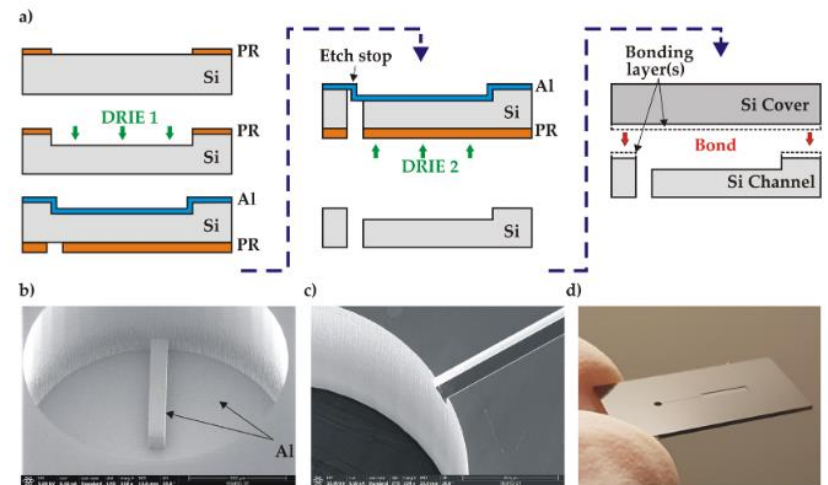 a)
PR
Si
DRIE 1
PR
Si
Al
Si
PR
Etch stop
Al
Si
PR
DRIE 2
Si
Bonding
layer(s)
Si Cover
Bond
Si Channel
b)
Al
c)
d)